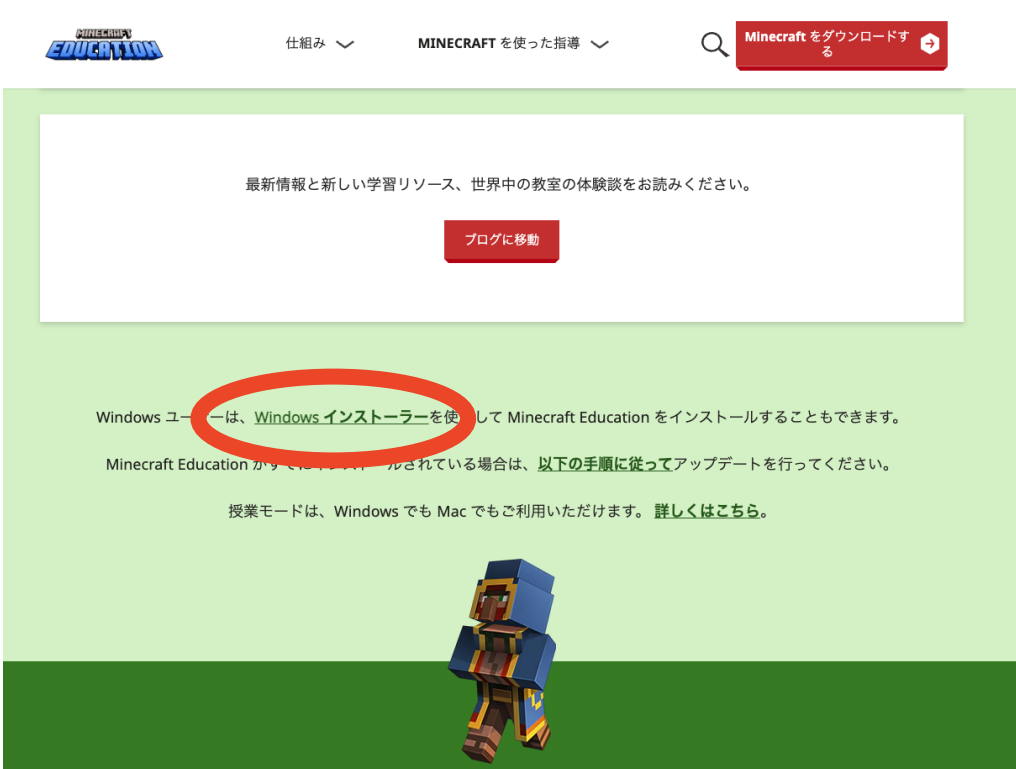 MINECRAFT
EDUCATION
仕組み
MINECRAFT を使った指導
Minecraft をダウンロードす
る
最新情報と新しい学習リソース、世界中の教室の体験談をお読みください。
ブログに移動
Windows ユー ーは、Windows インストーラーを使 して Minecraft Education をインストールすることもできます。
Minecraft Education がすでにインストールされている場合は、以下の手順に従ってアップデートを行ってください。
授業モードは、Windows でも Mac でもご利用いただけます。 詳しくはこちら。